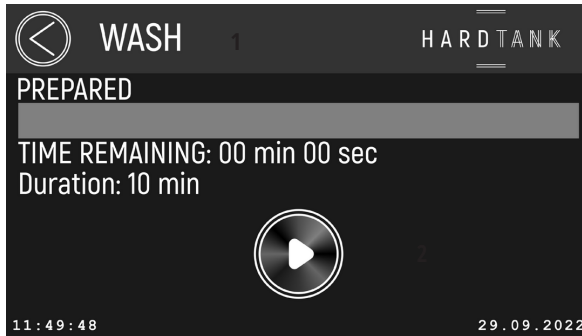 WASH 1 HARDTANK
PREPARED
TIME REMAINING: 00 min 00 sec
Duration: 10 min
2
11:49:48 29.09.2022